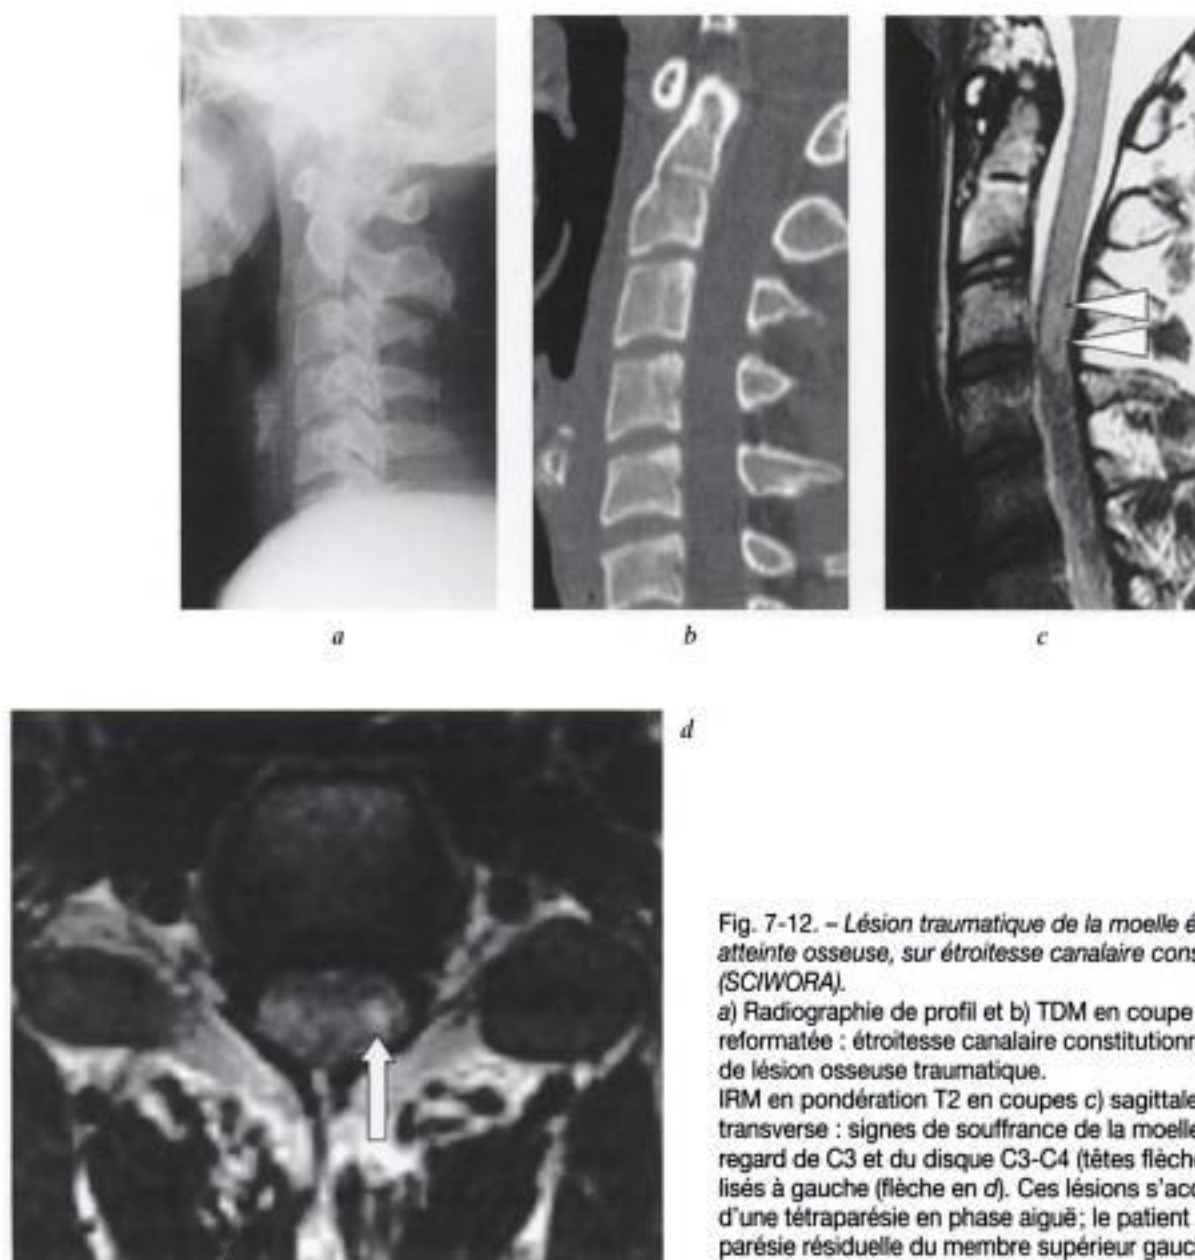 a
b
c
d
Fig. 7-12. – Lésion traumatique de la moelle é
atteinte osseuse, sur étroitesse canalaire cons
(SCIWORA).
a) Radiographie de profil et b) TDM en coupe
reformatée : étroitesse canalaire constitutionn
de lésion osseuse traumatique.
IRM en pondération T2 en coupes c) sagittale
transverse : signes de souffrance de la moelle
regard de C3 et du disque C3-C4 (têtes flèche
lisés à gauche (flèche en d). Ces lésions s'acc
d'une tétraparésie en phase aiguë; le patient
parésie résiduelle du membre supérieur gauc